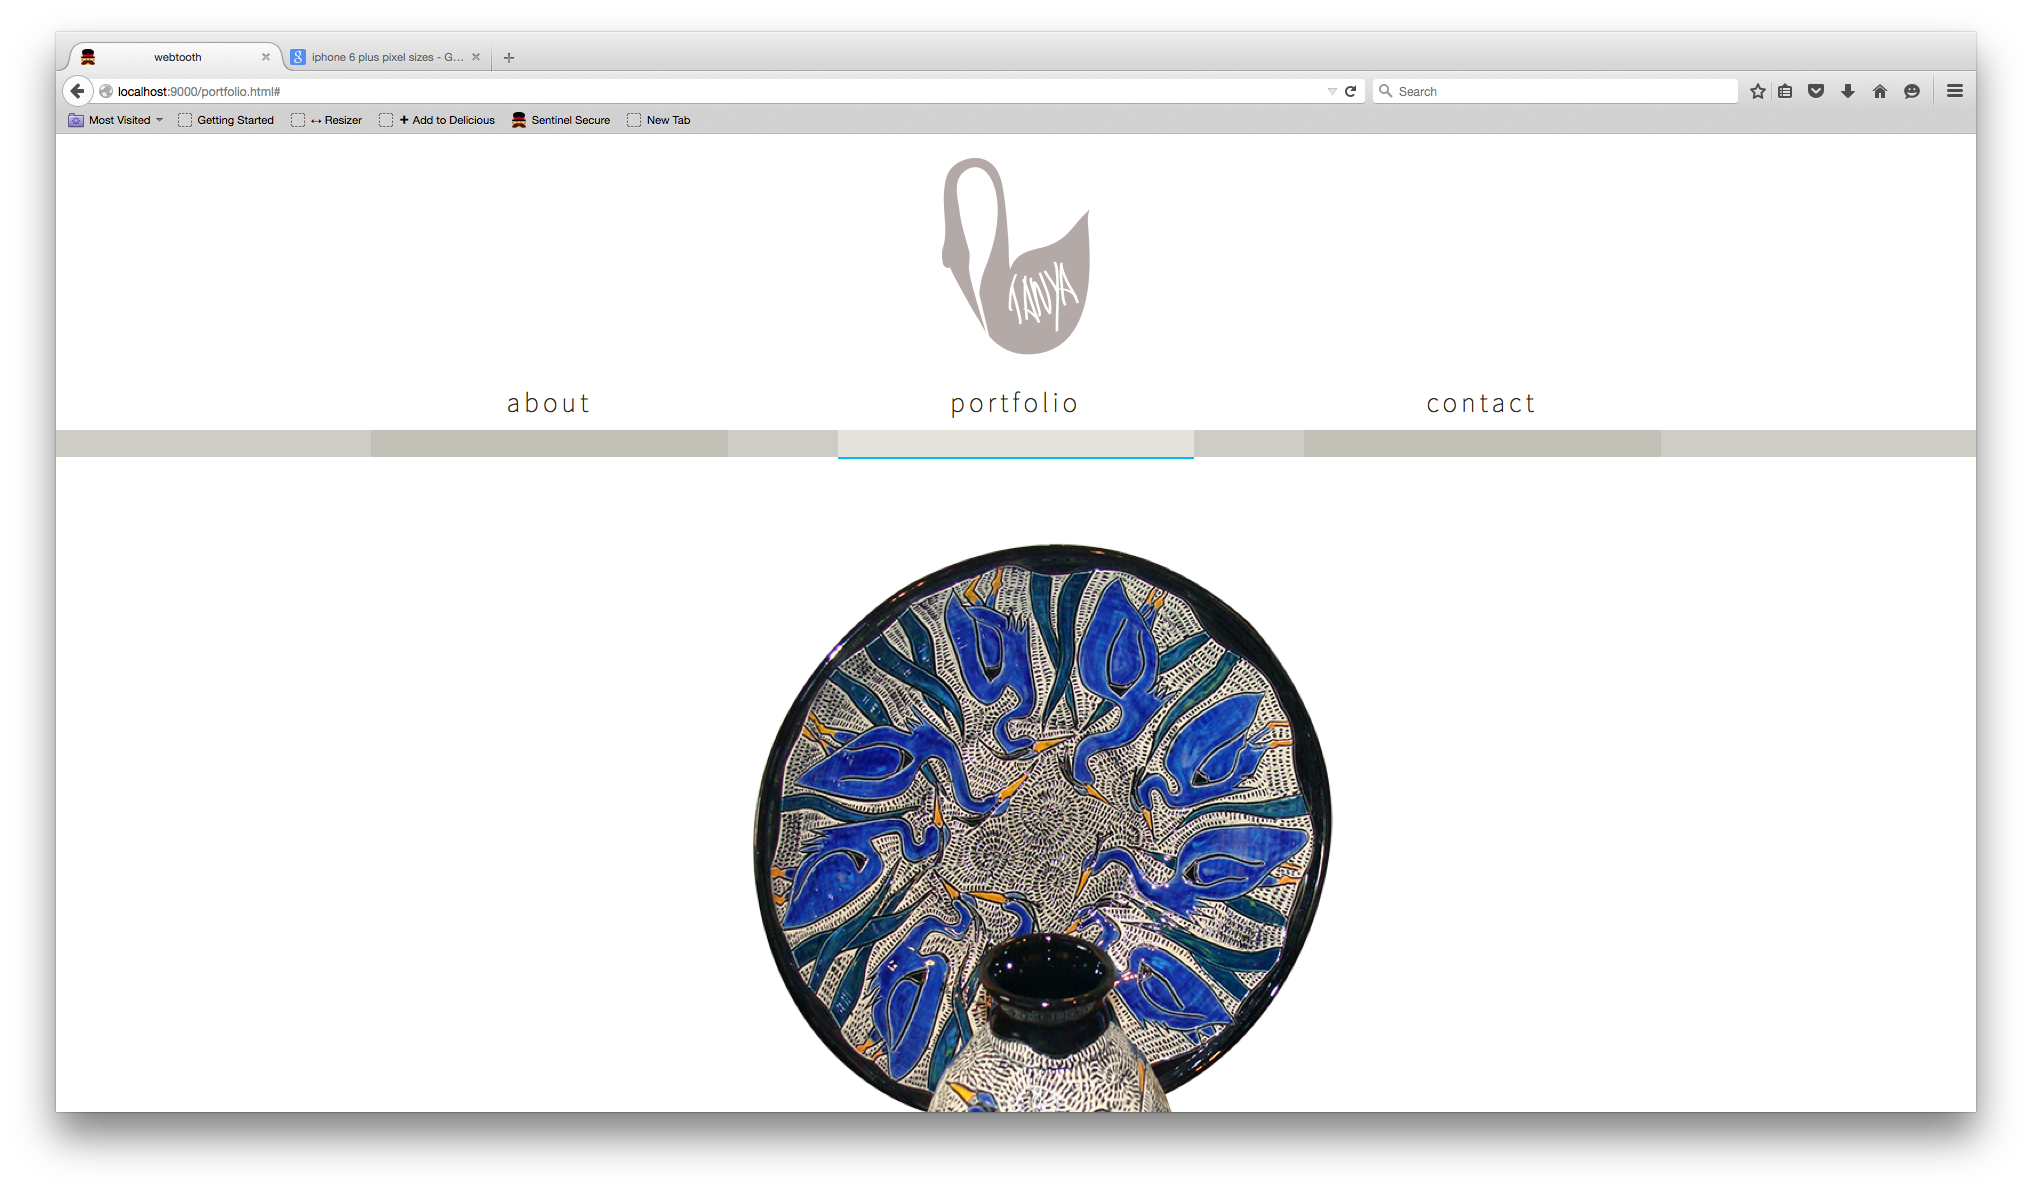 webtooth
iphone 6 plus pixel sizes - G...
localhost:9000/portfolio.html#
Search
Most Visited
Getting Started
↔ Resizer
+ Add to Delicious
Sentinel Secure
New Tab
TANYA
about
portfolio
contact